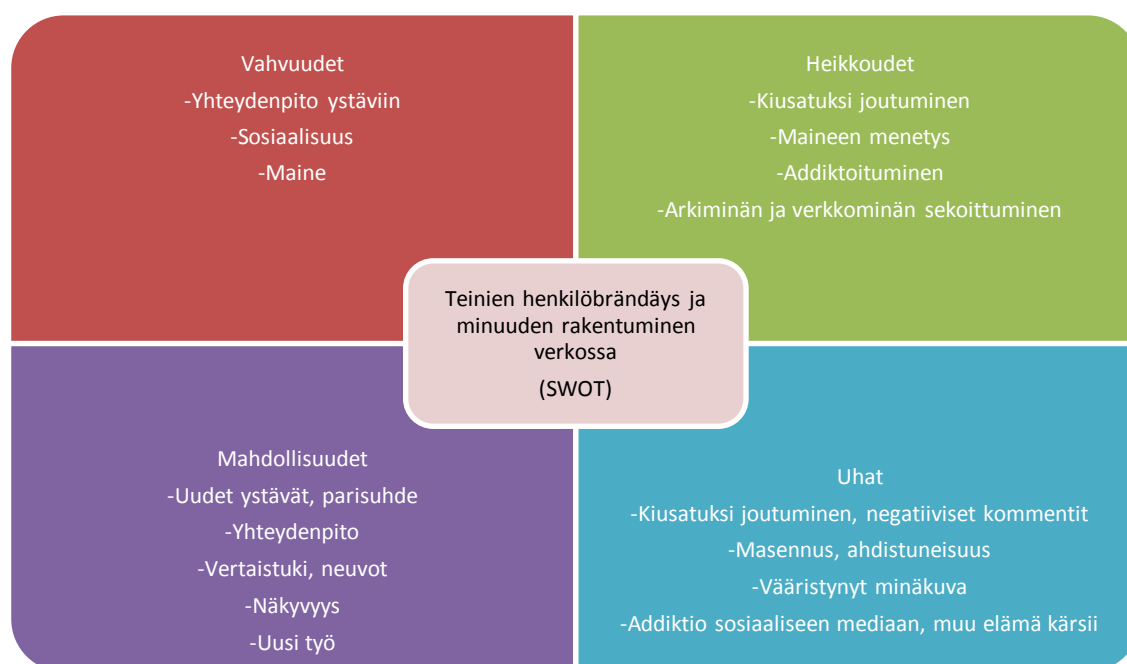 Vahvuudet
-Yhteydenpito ystäviin
-Sosiaalisuus
-Maine
Heikkoudet
-Kiusatuksi joutuminen
-Maineen menetys
-Addiktoituminen
-Arkiminän ja verkkominän sekoittuminen
Teinien henkilöbrändäys ja
minuuden rakentuminen
verkossa
(SWOT)
Mahdollisuudet
-Uudet ystävät, parisuhde
-Yhteydenpito
-Vertaistuki, neuvot
-Näkyvyys
-Uusi työ
Uhat
-Kiusatuksi joutuminen, negatiiviset kommentit
-Masennus, ahdistuneisuus
-Vääristynyt minäkuva
-Addiktio sosiaaliseen mediaan, muu elämä kärsii